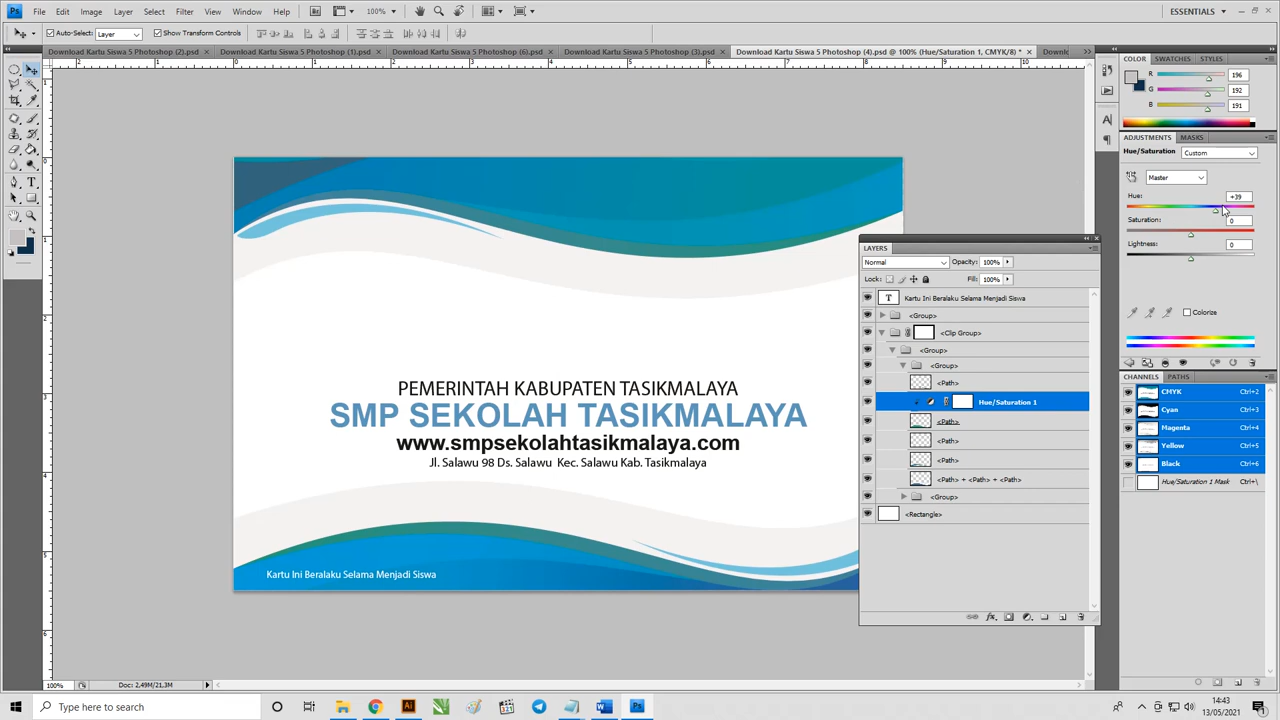 File Edit Image Layer Select Filter View Window Help 100% ESSENTIALS
Auto-Select: Layer Show Transform Controls
Download Kartu Siswa 5 Photoshop (2).psd Download Kartu Siswa 5 Photoshop (1).psd Download Kartu Siswa 5 Photoshop (6).psd Download Kartu Siswa 5 Photoshop (3).psd Download Kartu Siswa 5 Photoshop (4).psd @ 100% (Hue/Saturation 1, CMYK/8) *
COLOR SWATCHES STYLES
R 196
G 192
B 191
ADJUSTMENTS MASKS
Hue/Saturation Custom
Master
Hue: +39
Saturation: 0
Lightness: 0
Colorize
LAYERS
Normal Opacity: 100%
Lock: Fill: 100%
T Kartu Ini Beralaku Selama Menjadi Siswa
<Group>
<Clip Group>
<Group>
<Group>
<Path>
Hue/Saturation 1
<Path>
<Path>
<Path>
<Path> + <Path> + <Path>
<Group>
<Rectangle>
CHANNELS PATHS
CMYK Ctrl+2
Cyan Ctrl+3
Magenta Ctrl+4
Yellow Ctrl+5
Black Ctrl+6
Hue/Saturation 1 Mask Ctrl+\
PEMERINTAH KABUPATEN TASIKMALAYA
SMP SEKOLAH TASIKMALAYA
www.smpsekolahtasikmalaya.com
Jl. Salawu 98 Ds. Salawu Kec. Salawu Kab. Tasikmalaya
Kartu Ini Beralaku Selama Menjadi Siswa
100% Doc: 2,49M/21,3M
Type here to search
14:43
13/05/2021